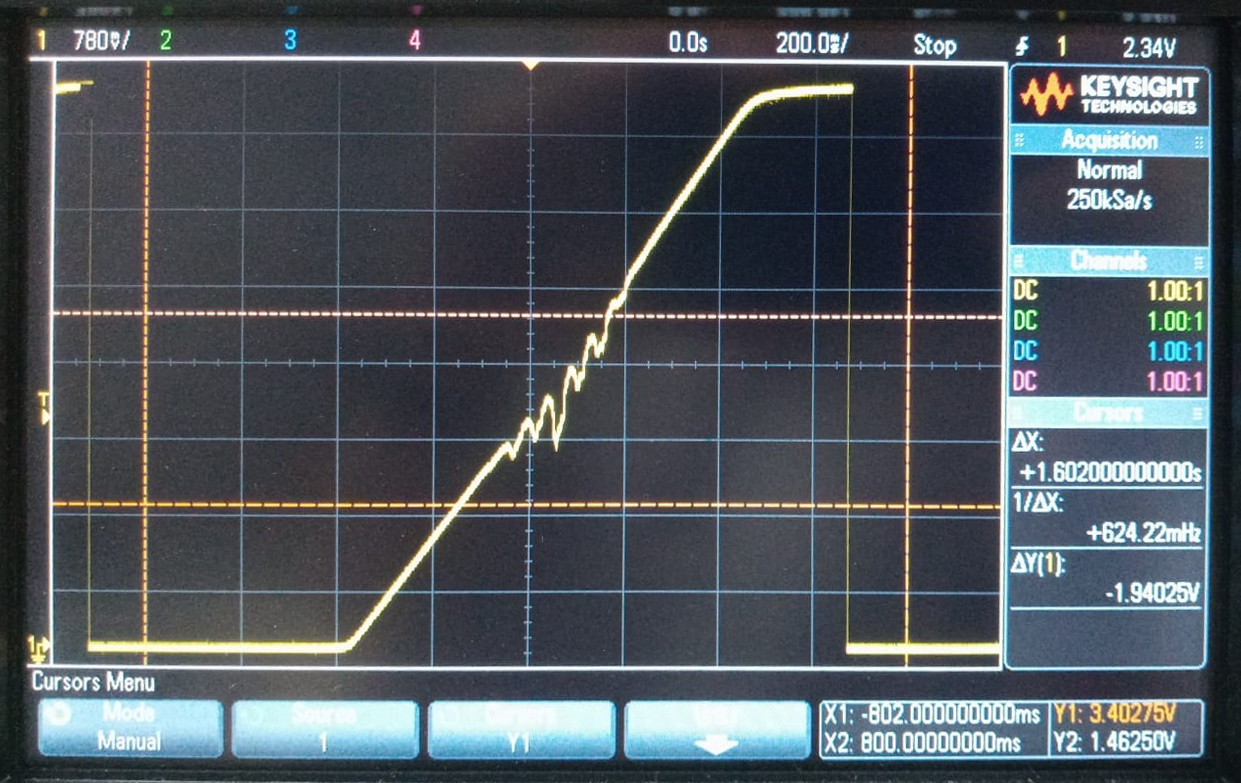 1 780mV/ 2 3 4 0.0s 200.0ms/ Stop 1 2.34V
KEYSIGHT
TECHNOLOGIES
Acquisition
Normal
250kSa/s
Channels
DC 1.00:1
DC 1.00:1
DC 1.00:1
DC 1.00:1
Cursors
ΔX:
+1.602000000000s
1/ΔX:
+624.22mHz
ΔY(1):
-1.94025V
T
1
Cursors Menu
Mode
Manual
Source
1
Cursors
Y1
Units
X1: -802.000000000ms
X2: 800.00000000ms
Y1: 3.40275V
Y2: 1.46250V